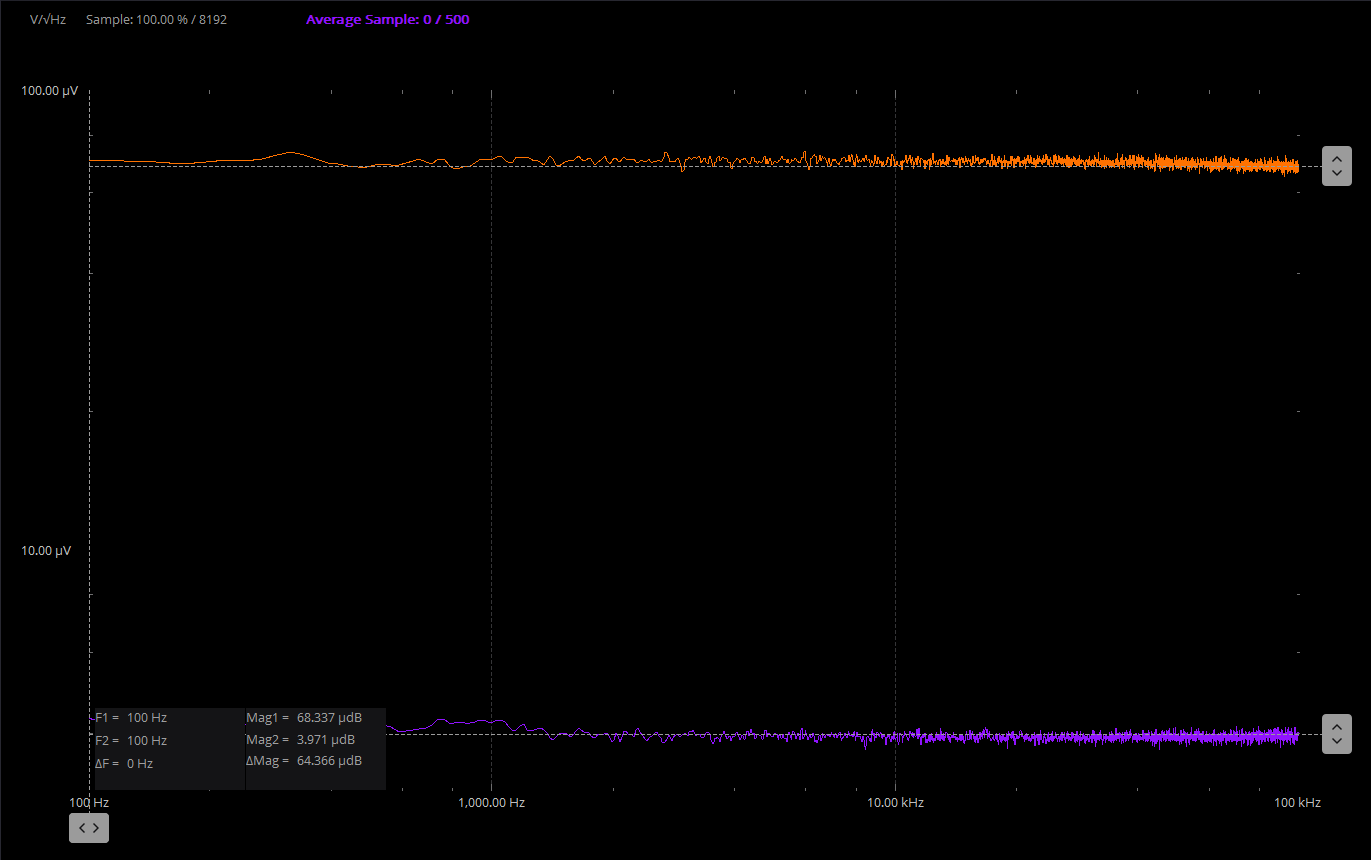 V/√Hz Sample: 100.00 % / 8192 Average Sample: 0 / 500
100.00 µV
10.00 µV
F1 = 100 Hz Mag1 = 68.337 µdB
F2 = 100 Hz Mag2 = 3.971 µdB
ΔF = 0 Hz ΔMag = 64.366 µdB
100 Hz 1,000.00 Hz 10.00 kHz 100 kHz